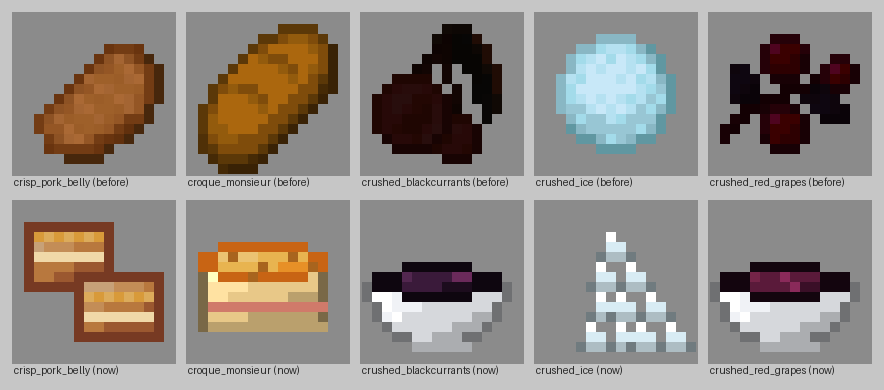 crisp_pork_belly (before)
croque_monsieur (before)
crushed_blackcurrants (before)
crushed_ice (before)
crushed_red_grapes (before)
crisp_pork_belly (now)
croque_monsieur (now)
crushed_blackcurrants (now)
crushed_ice (now)
crushed_red_grapes (now)